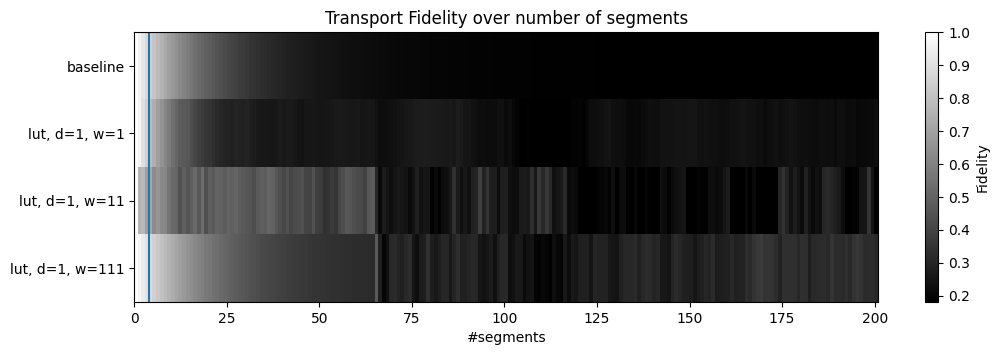 Transport Fidelity over number of segments
baseline
lut, d=1, w=1
lut, d=1, w=11
lut, d=1, w=111
0 25 50 75 100 125 150 175 200
#segments
1.0
0.9
0.8
0.7
0.6
0.5
0.4
0.3
0.2
Fidelity